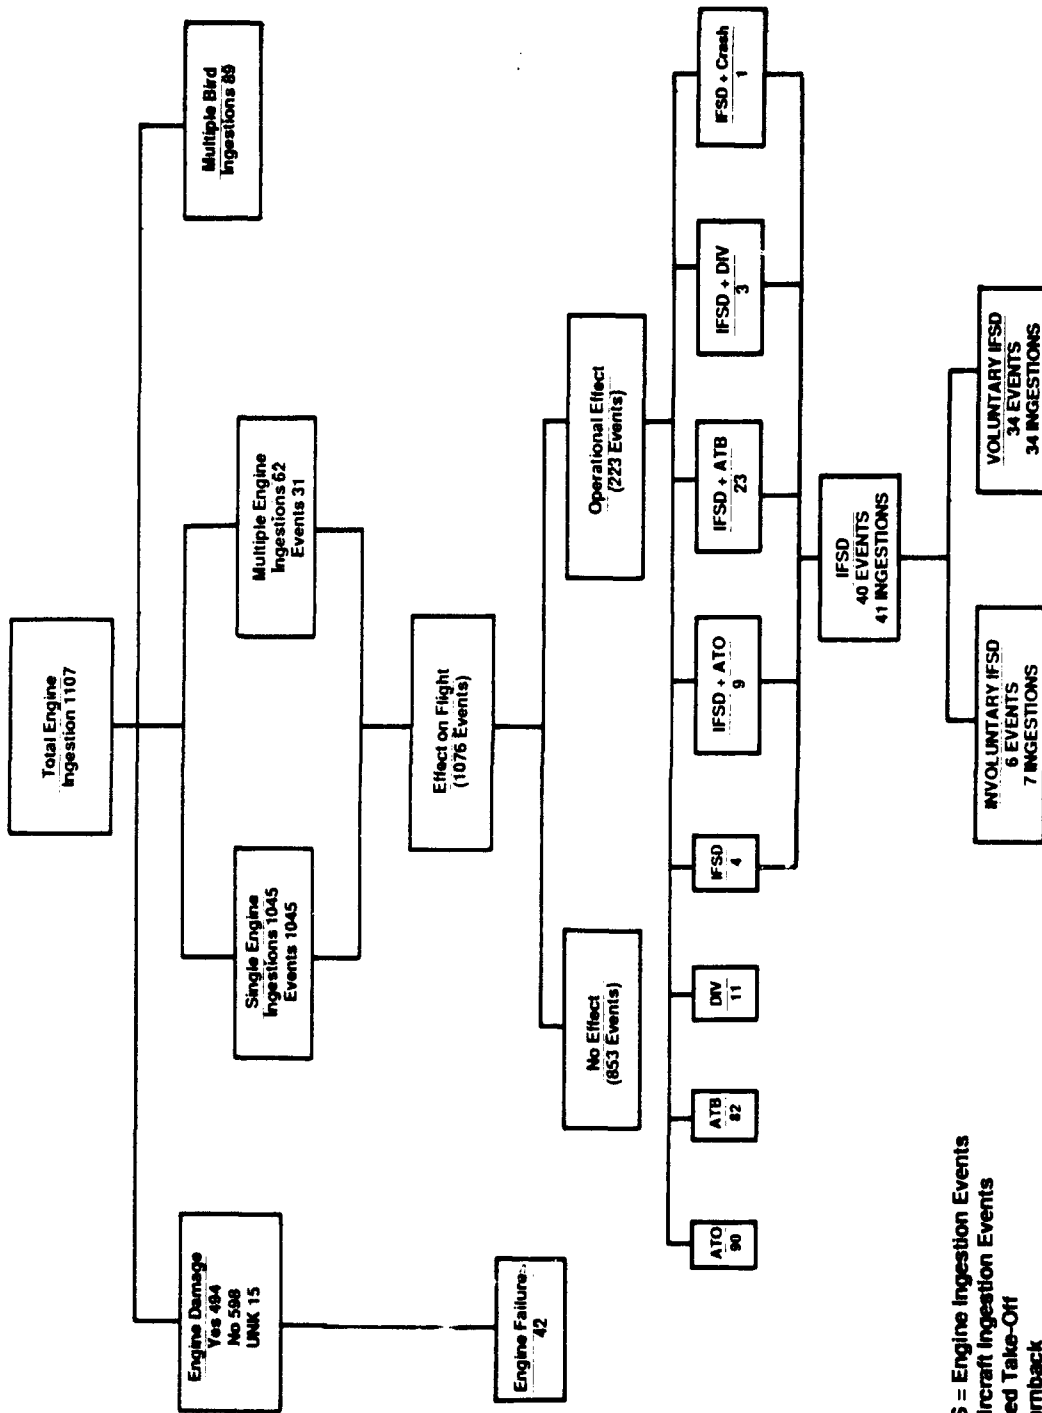 Total Engine
Ingestion 1107
Engine Damage
Yes 494
No 598
UNK 15
Multiple Bird
Ingestions 89
Single Engine
Ingestions 1045
Events 1045
Multiple Engine
Ingestions 62
Events 31
Engine Failures
42
Effect on Flight
(1076 Events)
No Effect
(853 Events)
Operational Effect
(223 Events)
ATO
90
ATB
82
DIV
11
IFSD
4
IFSD + ATO
9
IFSD + ATB
23
IFSD + DIV
3
IFSD + Crash
1
IFSD
40 EVENTS
41 INGESTIONS
INVOLUNTARY IFSD
6 EVENTS
7 INGESTIONS
VOLUNTARY IFSD
34 EVENTS
34 INGESTIONS
= Engine Ingestion Events
ircraft Ingestion Events
ed Take-Off
rnback